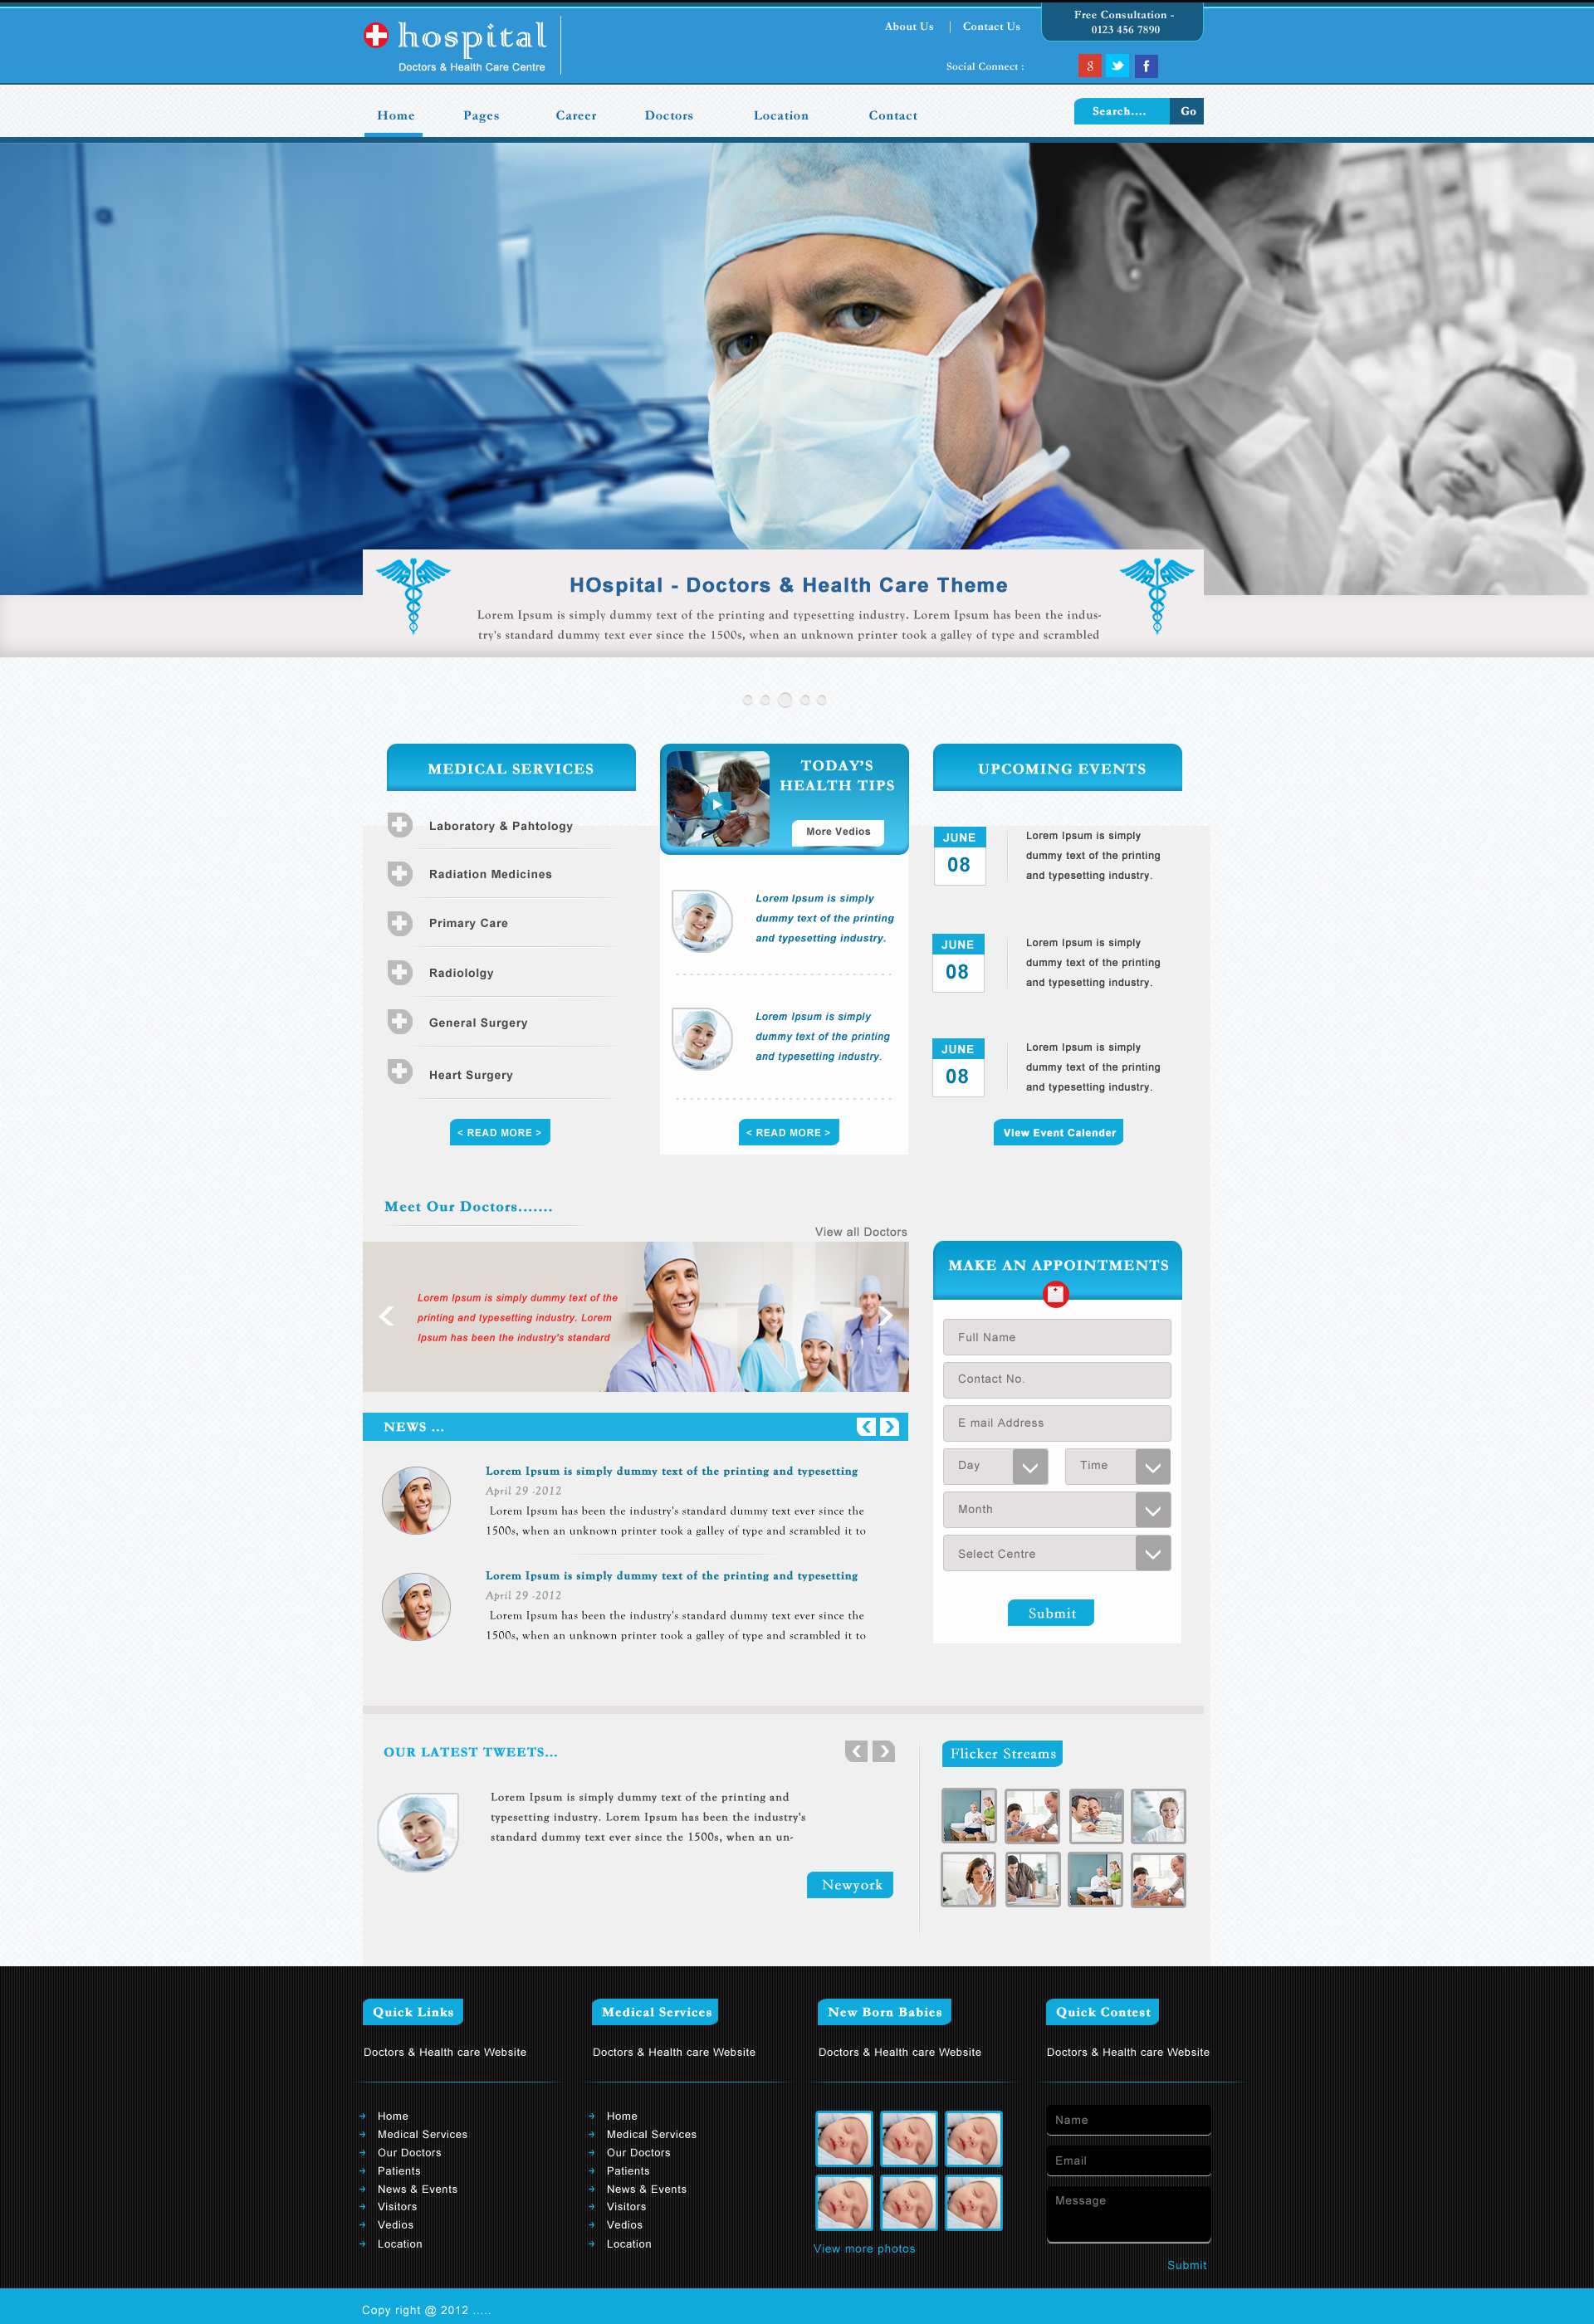 hospital
Doctors & Health Care Centre
About Us
Contact Us
Free Consultation -
0123 456 7890
Social Connect :
8
f
Home
Pages
Career
Doctors
Location
Contact
Search....
Go
HOspital - Doctors & Health Care Theme
Lorem Ipsum is simply dummy text of the printing and typesetting industry. Lorem Ipsum has been the indus-
try's standard dummy text ever since the 1500s, when an unknown printer took a galley of type and scrambled
MEDICAL SERVICES
Laboratory & Pahtology
Radiation Medicines
Primary Care
Radiololgy
General Surgery
Heart Surgery
< READ MORE >
TODAY'S
HEALTH TIPS
More Vedios
Lorem Ipsum is simply
dummy text of the printing
and typesetting industry.
Lorem Ipsum is simply
dummy text of the printing
and typesetting industry.
< READ MORE >
UPCOMING EVENTS
JUNE
08
Lorem Ipsum is simply
dummy text of the printing
and typesetting industry.
JUNE
08
Lorem Ipsum is simply
dummy text of the printing
and typesetting industry.
JUNE
08
Lorem Ipsum is simply
dummy text of the printing
and typesetting industry.
View Event Calender
Meet Our Doctors.......
View all Doctors
Lorem Ipsum is simply dummy text of the
printing and typesetting industry. Lorem
Ipsum has been the industry's standard
NEWS ...
Lorem Ipsum is simply dummy text of the printing and typesetting
April 29 -2012
Lorem Ipsum has been the industry's standard dummy text ever since the
1500s, when an unknown printer took a galley of type and scrambled it to
Lorem Ipsum is simply dummy text of the printing and typesetting
April 29 -2012
Lorem Ipsum has been the industry's standard dummy text ever since the
1500s, when an unknown printer took a galley of type and scrambled it to
MAKE AN APPOINTMENTS
Full Name
Contact No.
E mail Address
Day
Time
Month
Select Centre
Submit
OUR LATEST TWEETS...
Lorem Ipsum is simply dummy text of the printing and
typesetting industry. Lorem Ipsum has been the industry's
standard dummy text ever since the 1500s, when an un-
Newyork
Flicker Streams
Quick Links
Doctors & Health care Website
Home
Medical Services
Our Doctors
Patients
News & Events
Visitors
Vedios
Location
Medical Services
Doctors & Health care Website
Home
Medical Services
Our Doctors
Patients
News & Events
Visitors
Vedios
Location
New Born Babies
Doctors & Health care Website
View more photos
Quick Contest
Doctors & Health care Website
Name
Email
Message
Submit
Copy right @ 2012 .....